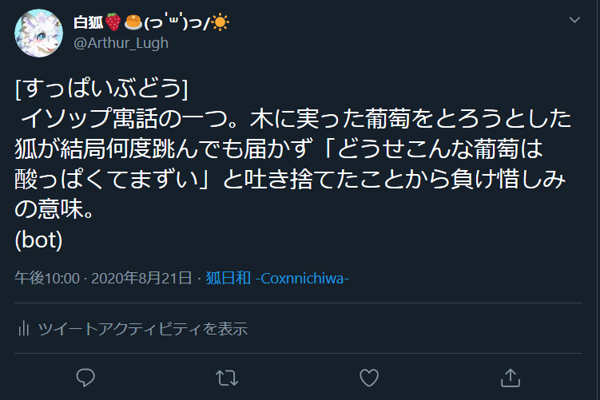 白狐🍓🍮(っ'ヮ')っ/☀
@Arthur_Lugh
[すっぱいぶどう]
イソップ寓話の一つ。木に実った葡萄をとろうとした
狐が結局何度跳んでも届かず「どうせこんな葡萄は
酸っぱくてまずい」と吐き捨てたことから負け惜しみ
の意味。
(bot)
午後10:00 · 2020年8月21日 · 狐日和 -Coxnnichiwa-
ツイートアクティビティを表示